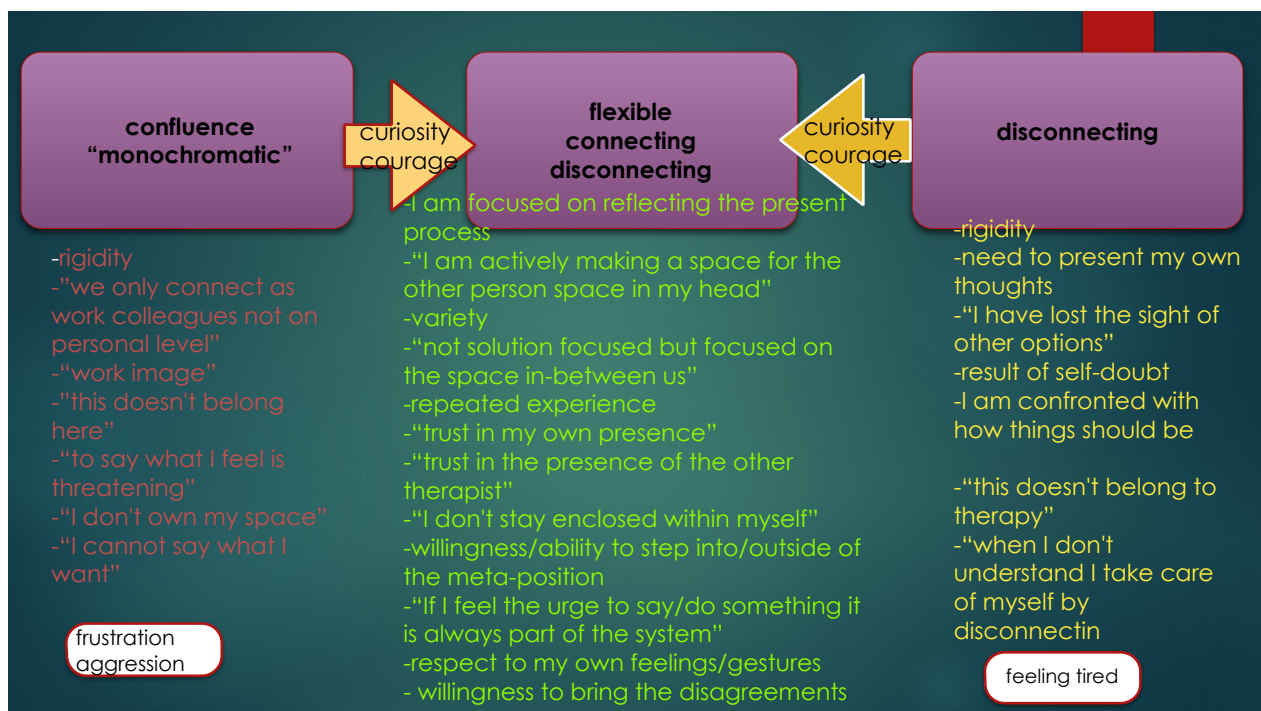 confluence
“monochromatic”
curiosity
courage
flexible
connecting
disconnecting
curiosity
courage
disconnecting
-rigidity
-”we only connect as
work colleagues not on
personal level”
-“work image”
-”this doesn't belong
here”
-“to say what I feel is
threatening”
-“I don't own my space”
-“I cannot say what I
want”
frustration
aggression
-I am focused on reflecting the present
process
-“I am actively making a space for the
other person space in my head”
-variety
-“not solution focused but focused on
the space in-between us”
-repeated experience
-“trust in my own presence”
-“trust in the presence of the other
therapist”
-“I don't stay enclosed within myself”
-willingness/ability to step into/outside of
the meta-position
-“If I feel the urge to say/do something it
is always part of the system”
-respect to my own feelings/gestures
- willingness to bring the disagreements
-rigidity
-need to present my own
thoughts
-“I have lost the sight of
other options”
-result of self-doubt
-I am confronted with
how things should be
-“this doesn't belong to
therapy”
-“when I don't
understand I take care
of myself by
disconnectin
feeling tired